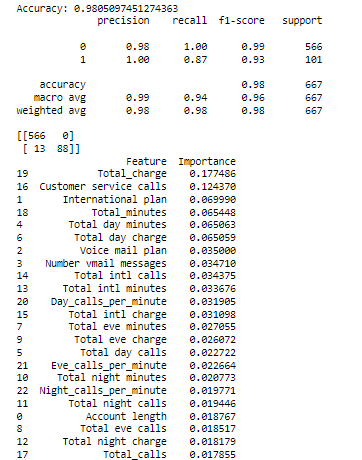 Accuracy: 0.9805097451274363
precision recall f1-score support
0 0.98 1.00 0.99 566
1 1.00 0.87 0.93 101
accuracy 0.98 667
macro avg 0.99 0.94 0.96 667
weighted avg 0.98 0.98 0.98 667
[[566 0]
[ 13 88]]
Feature Importance
19 Total_charge 0.177486
16 Customer service calls 0.124370
1 International plan 0.069990
18 Total_minutes 0.065448
4 Total day minutes 0.065063
6 Total day charge 0.065059
2 Voice mail plan 0.035000
3 Number vmail messages 0.034710
14 Total intl calls 0.034375
13 Total intl minutes 0.033676
20 Day_calls_per_minute 0.031905
15 Total intl charge 0.031098
7 Total eve minutes 0.027055
9 Total eve charge 0.026072
5 Total day calls 0.022722
21 Eve_calls_per_minute 0.022664
10 Total night minutes 0.020773
22 Night_calls_per_minute 0.019771
11 Total night calls 0.019446
0 Account length 0.018767
8 Total eve calls 0.018517
12 Total night charge 0.018179
17 Total_calls 0.017855